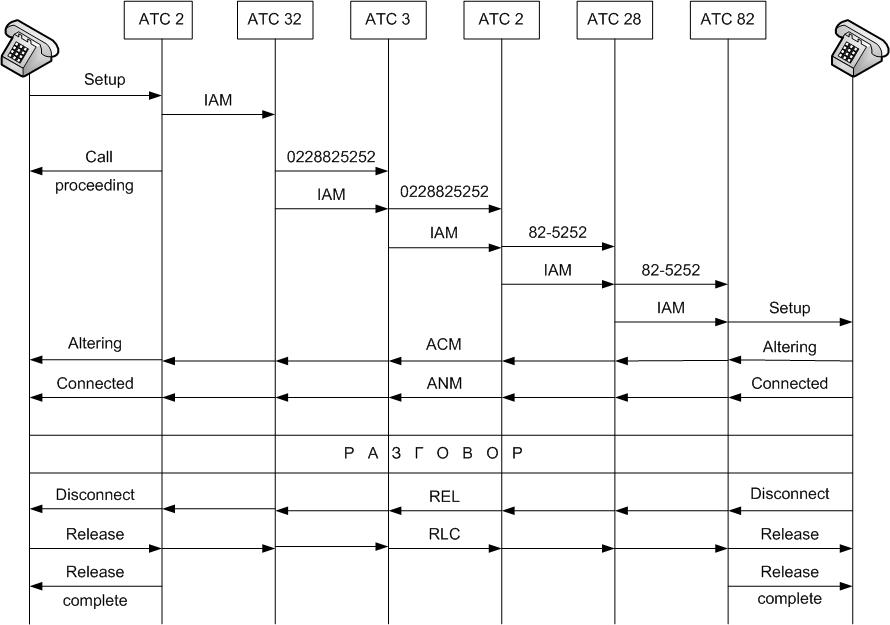 АТС 2
АТС 32
АТС 3
АТС 2
АТС 28
АТС 82
Setup
IAM
Call
proceeding
0228825252
IAM
0228825252
IAM
82-5252
IAM
82-5252
IAM
Setup
Altering
ACM
Altering
Connected
ANM
Connected
Р А З Г О В О Р
Disconnect
REL
Disconnect
Release
RLC
Release
Release
complete
Release
complete